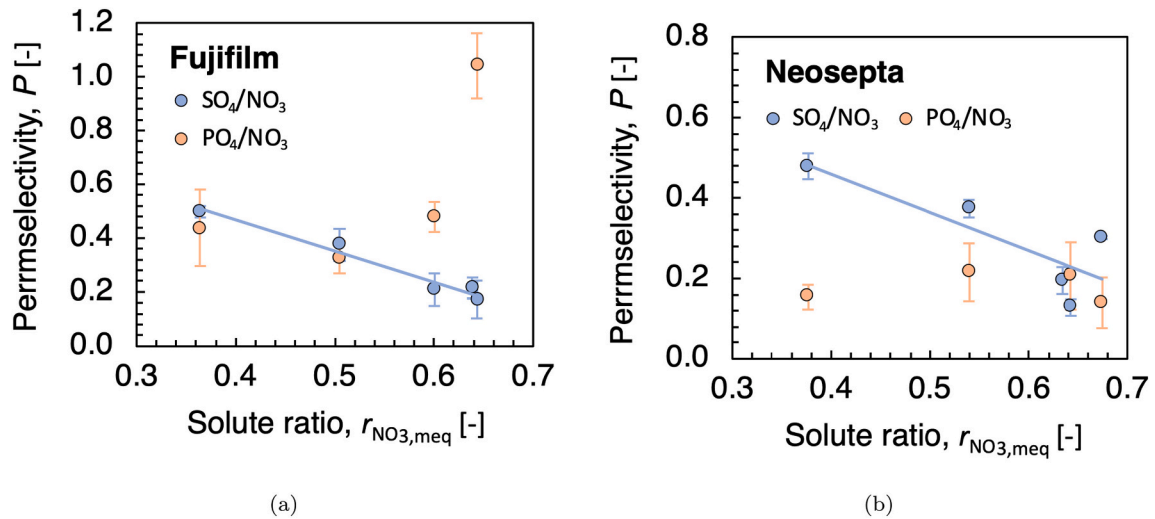 Fujifilm
SO₄/NO₃
PO₄/NO₃
Permselectivity, P [-]
1.2
1.0
0.8
0.6
0.4
0.2
0.0
0.3 0.4 0.5 0.6 0.7
Solute ratio, rNO3,meq [-]
(a)
Neosepta
SO₄/NO₃ PO₄/NO₃
Perrmselectivity, P [-]
0.8
0.6
0.4
0.2
0.0
0.3 0.4 0.5 0.6 0.7
Solute ratio, rNO3,meq [-]
(b)